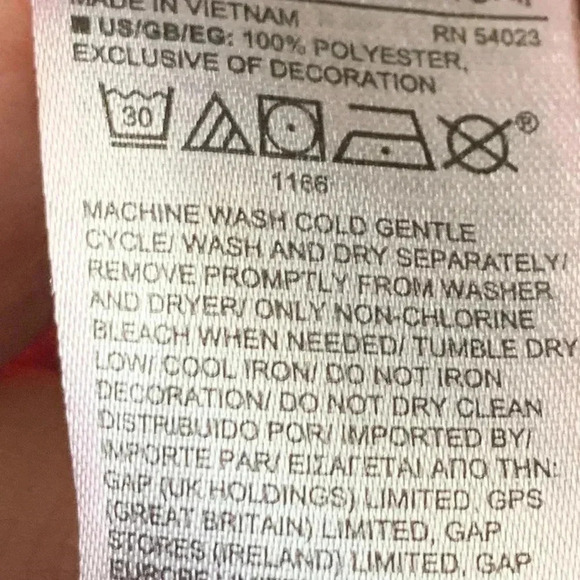 MADE IN VIETNAM
RN 54023
US/GB/EG: 100% POLYESTER,
EXCLUSIVE OF DECORATION
30
®
1166
MACHINE WASH COLD GENTLE
CYCLE/ WASH AND DRY SEPARATELY/
REMOVE PROMPTLY FROM WASHER
AND DRYER/ ONLY NON-CHLORINE
BLEACH WHEN NEEDED/ TUMBLE DRY
LOW/ COOL IRON/ DO NOT IRON
DECORATION/ DO NOT DRY CLEAN
DISTRIBUIDO POR/ IMPORTED BY/
IMPORTE PAR/ ΕΙΣΑΓΕΤΑΙ ΑΠΟ ΤΗΝ:
GAP (UK HOLDINGS) LIMITED, GPS
(GREAT BRITAIN) LIMITED, GAP
STORES (IRELAND) LIMITED, GAP
EUROPE